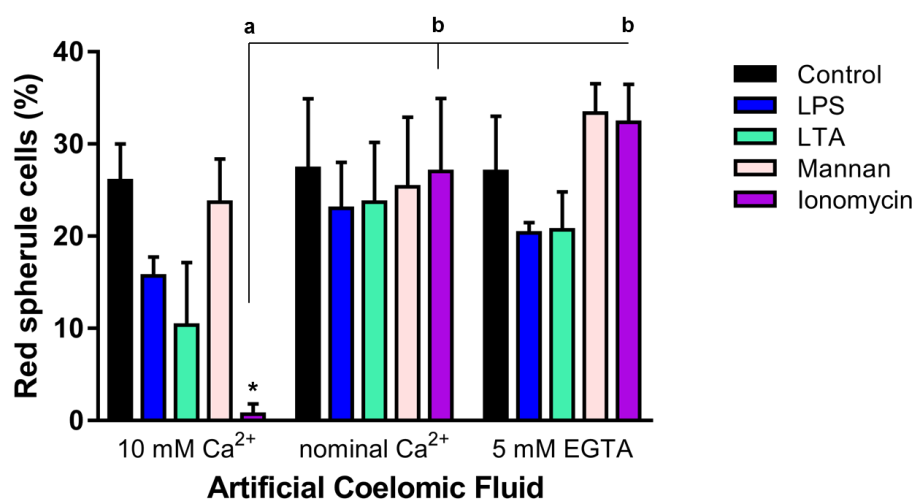 a b b
Red spherule cells (%)
40
30
20
10
0
*
10 mM Ca²⁺ nominal Ca²⁺ 5 mM EGTA
Artificial Coelomic Fluid
Control
LPS
LTA
Mannan
Ionomycin